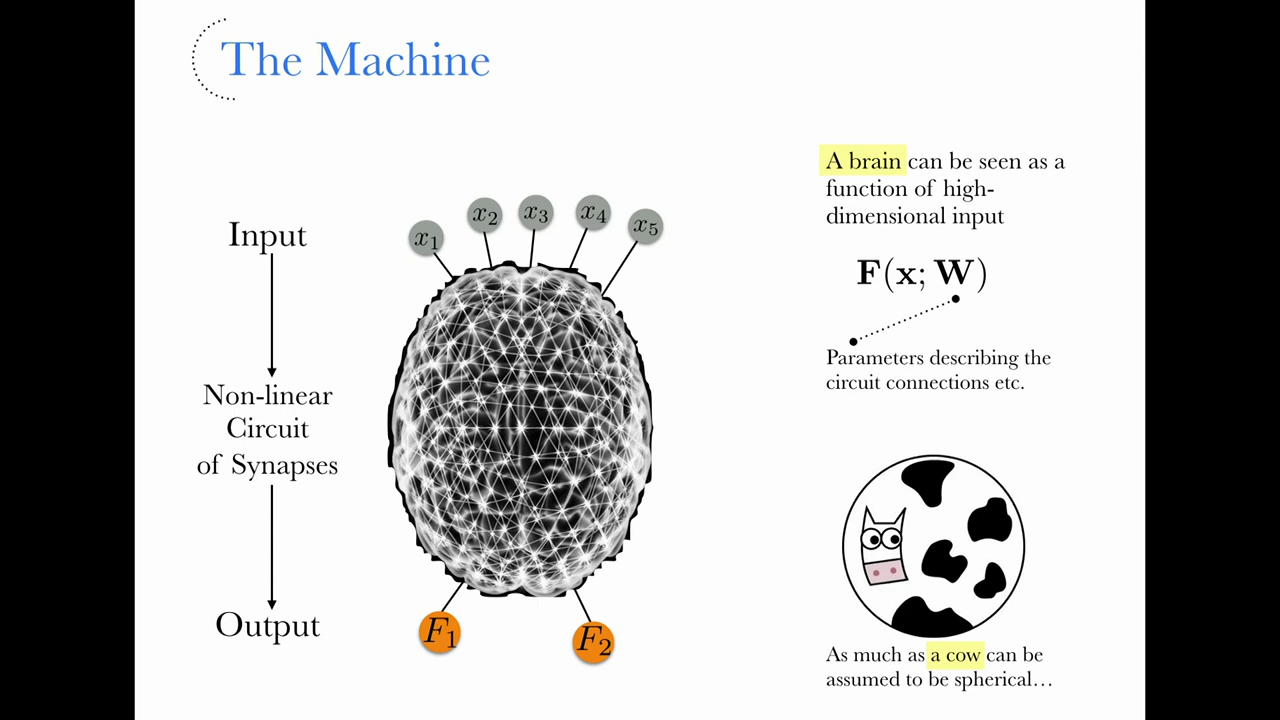 The Machine
Input
Non-linear
Circuit
of Synapses
Output
x1
x2
x3
x4
x5
F1
F2
A brain can be seen as a
function of high-
dimensional input
F(x; W)
Parameters describing the
circuit connections etc.
As much as a cow can be
assumed to be spherical…